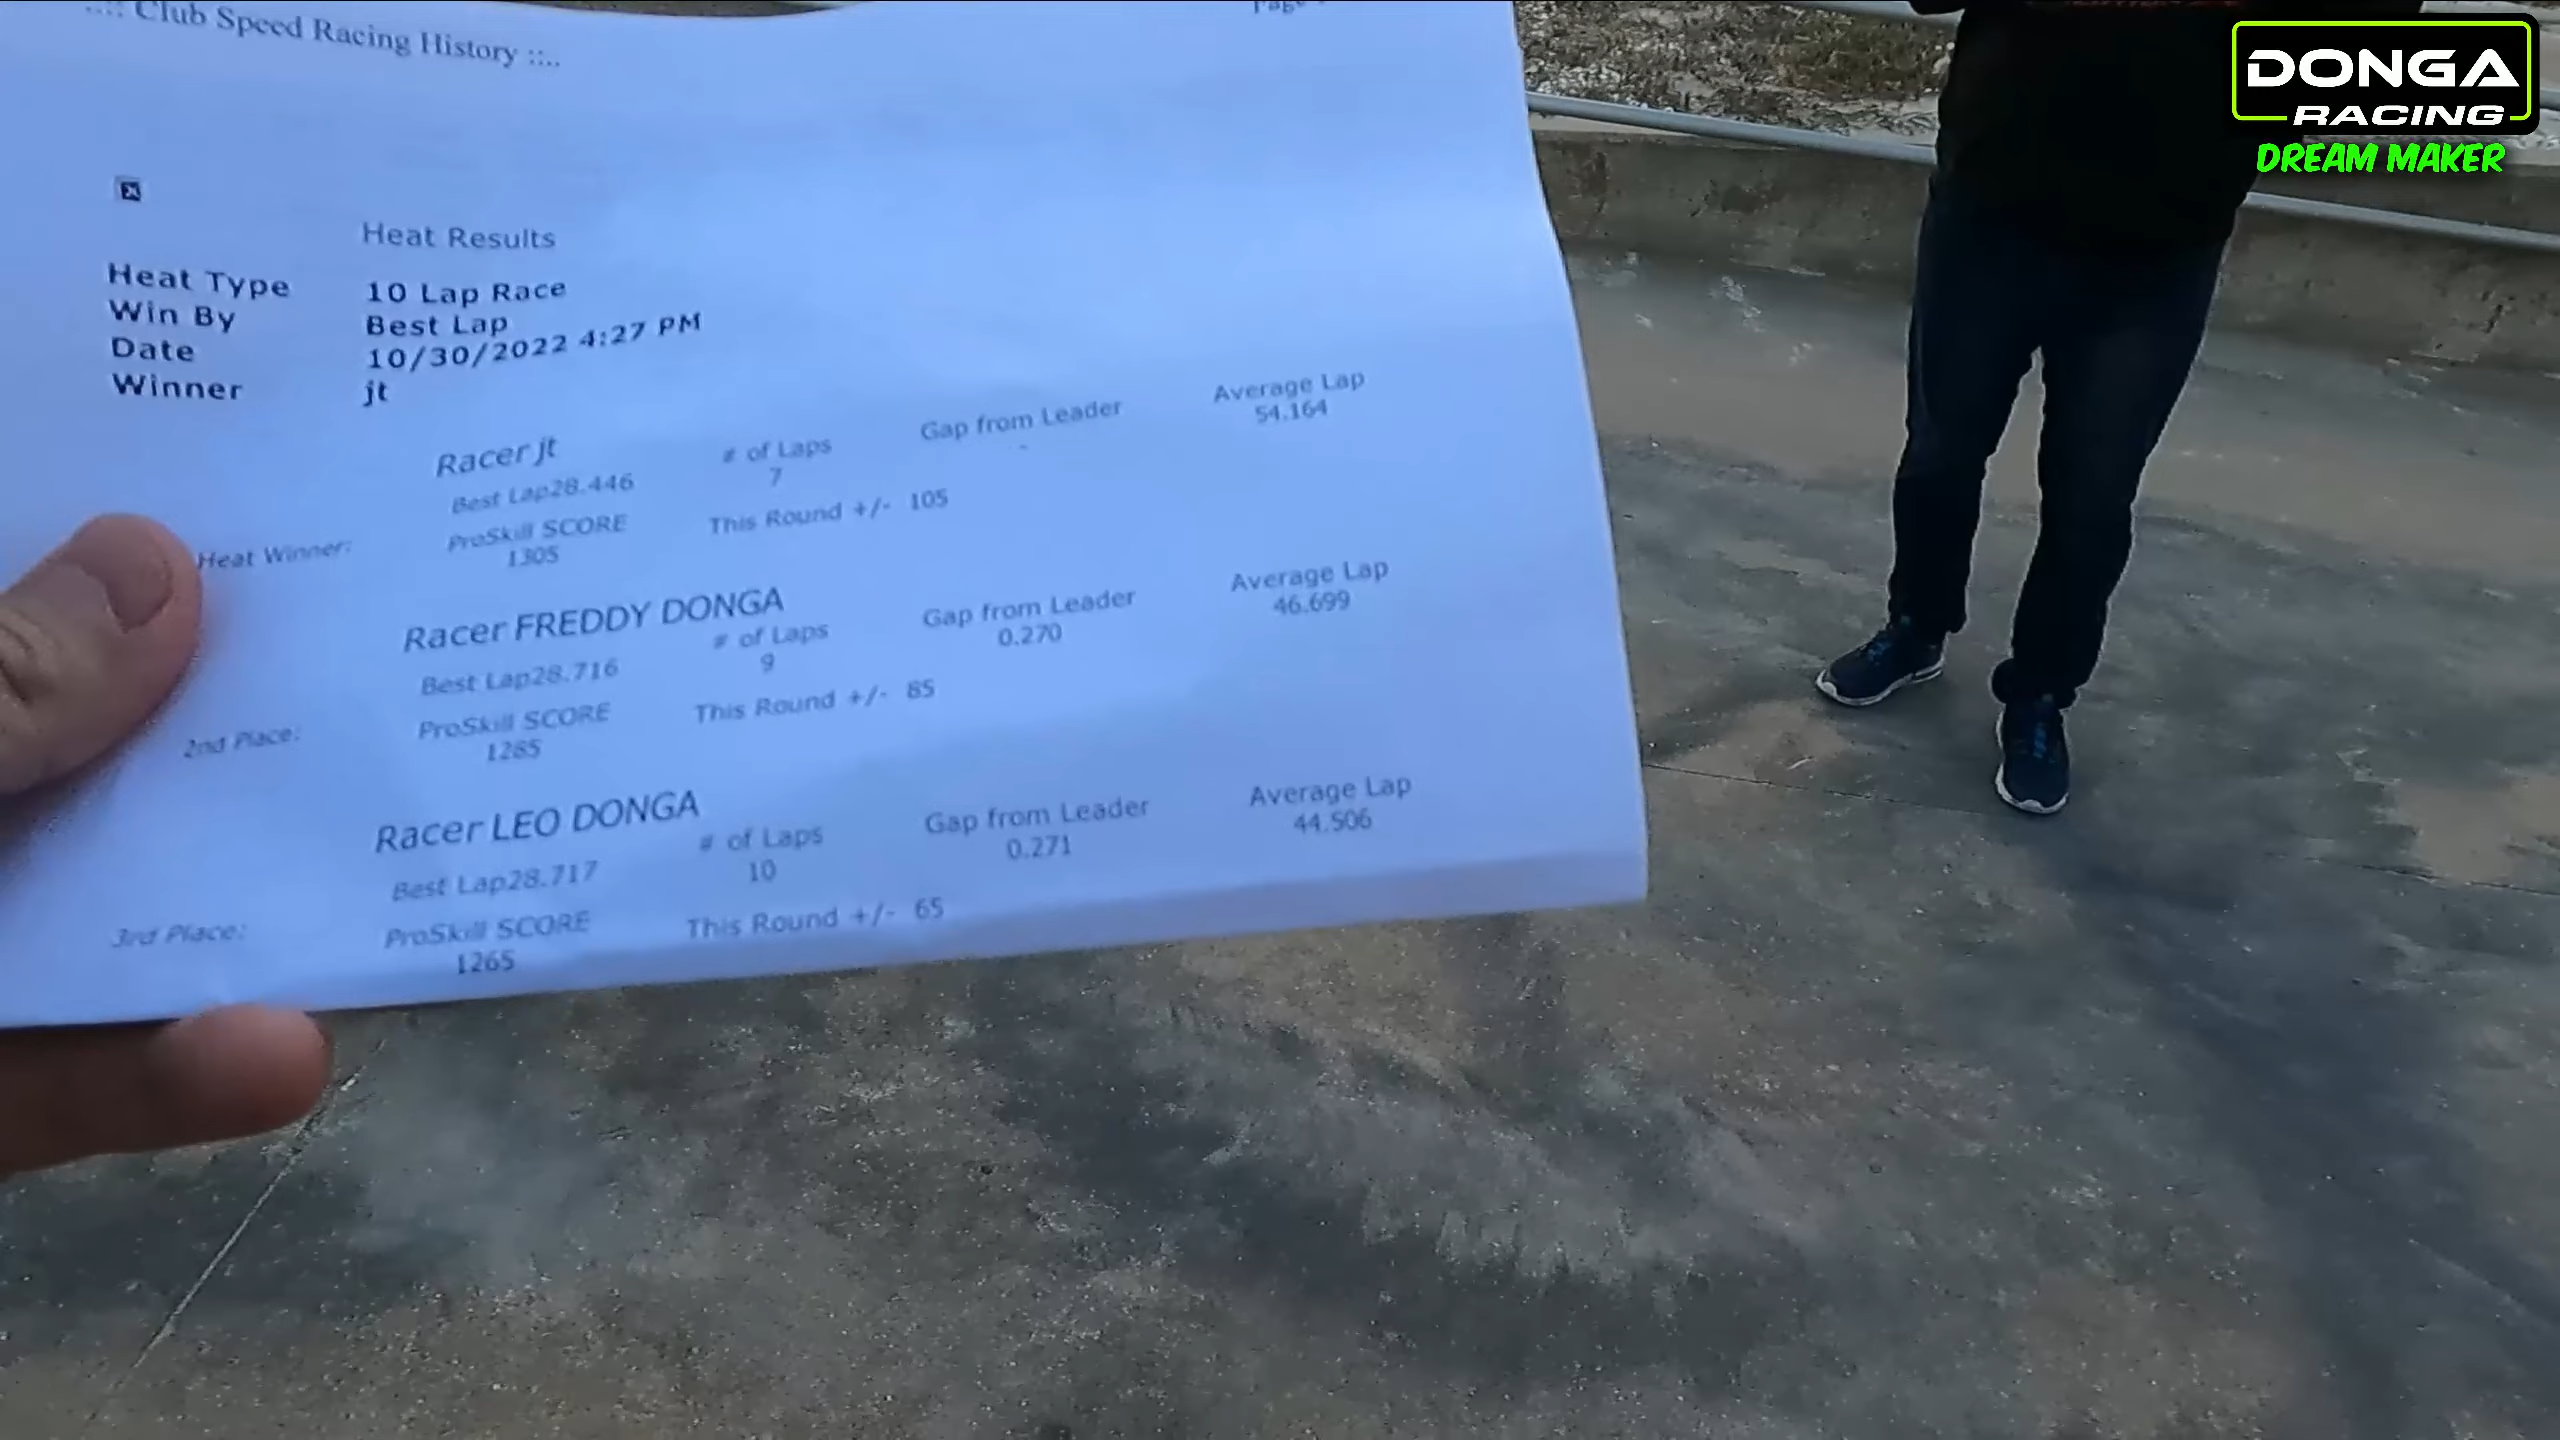 Club Speed Racing History ::...
Heat Results
Heat Type 10 Lap Race
Win By Best Lap
Date 10/30/2022 4:27 PM
Winner jt
Racer jt # of Laps Gap from Leader Average Lap
Best Lap28.446 7 - 54.164
Heat Winner: ProSkill SCORE This Round +/- 105
1305
Racer FREDDY DONGA # of Laps Gap from Leader Average Lap
Best Lap28.716 9 0.270 46.699
2nd Place: ProSkill SCORE This Round +/- 85
1285
Racer LEO DONGA # of Laps Gap from Leader Average Lap
Best Lap28.717 10 0.271 44.506
3rd Place: ProSkill SCORE This Round +/- 65
1265
DONGA
RACING
DREAM MAKER